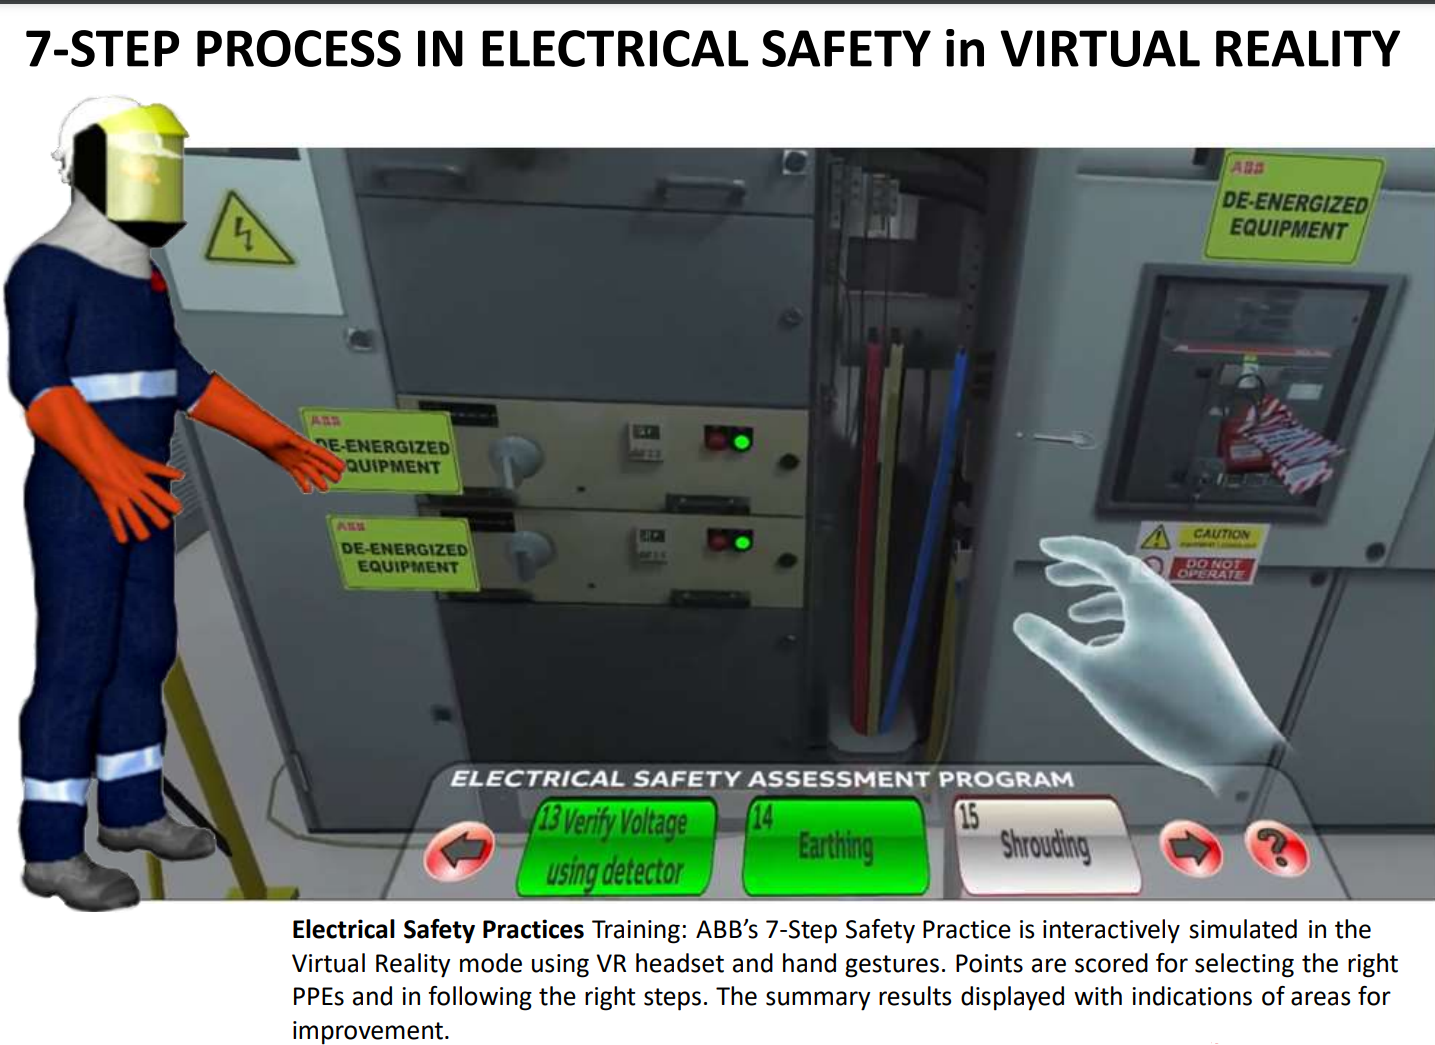 7-STEP PROCESS IN ELECTRICAL SAFETY in VIRTUAL REALITY
ABB
DE-ENERGIZED
EQUIPMENT
ABB
DE-ENERGIZED
QUIPMENT
ABB
DE-ENERGIZED
EQUIPMENT
CAUTION
DO NOT
OPERATE
ELECTRICAL SAFETY ASSESSMENT PROGRAM
13 Verify Voltage
using detector
14
Earthing
15
Shrouding
?
Electrical Safety Practices Training: ABB’s 7-Step Safety Practice is interactively simulated in the
Virtual Reality mode using VR headset and hand gestures. Points are scored for selecting the right
PPEs and in following the right steps. The summary results displayed with indications of areas for
improvement.